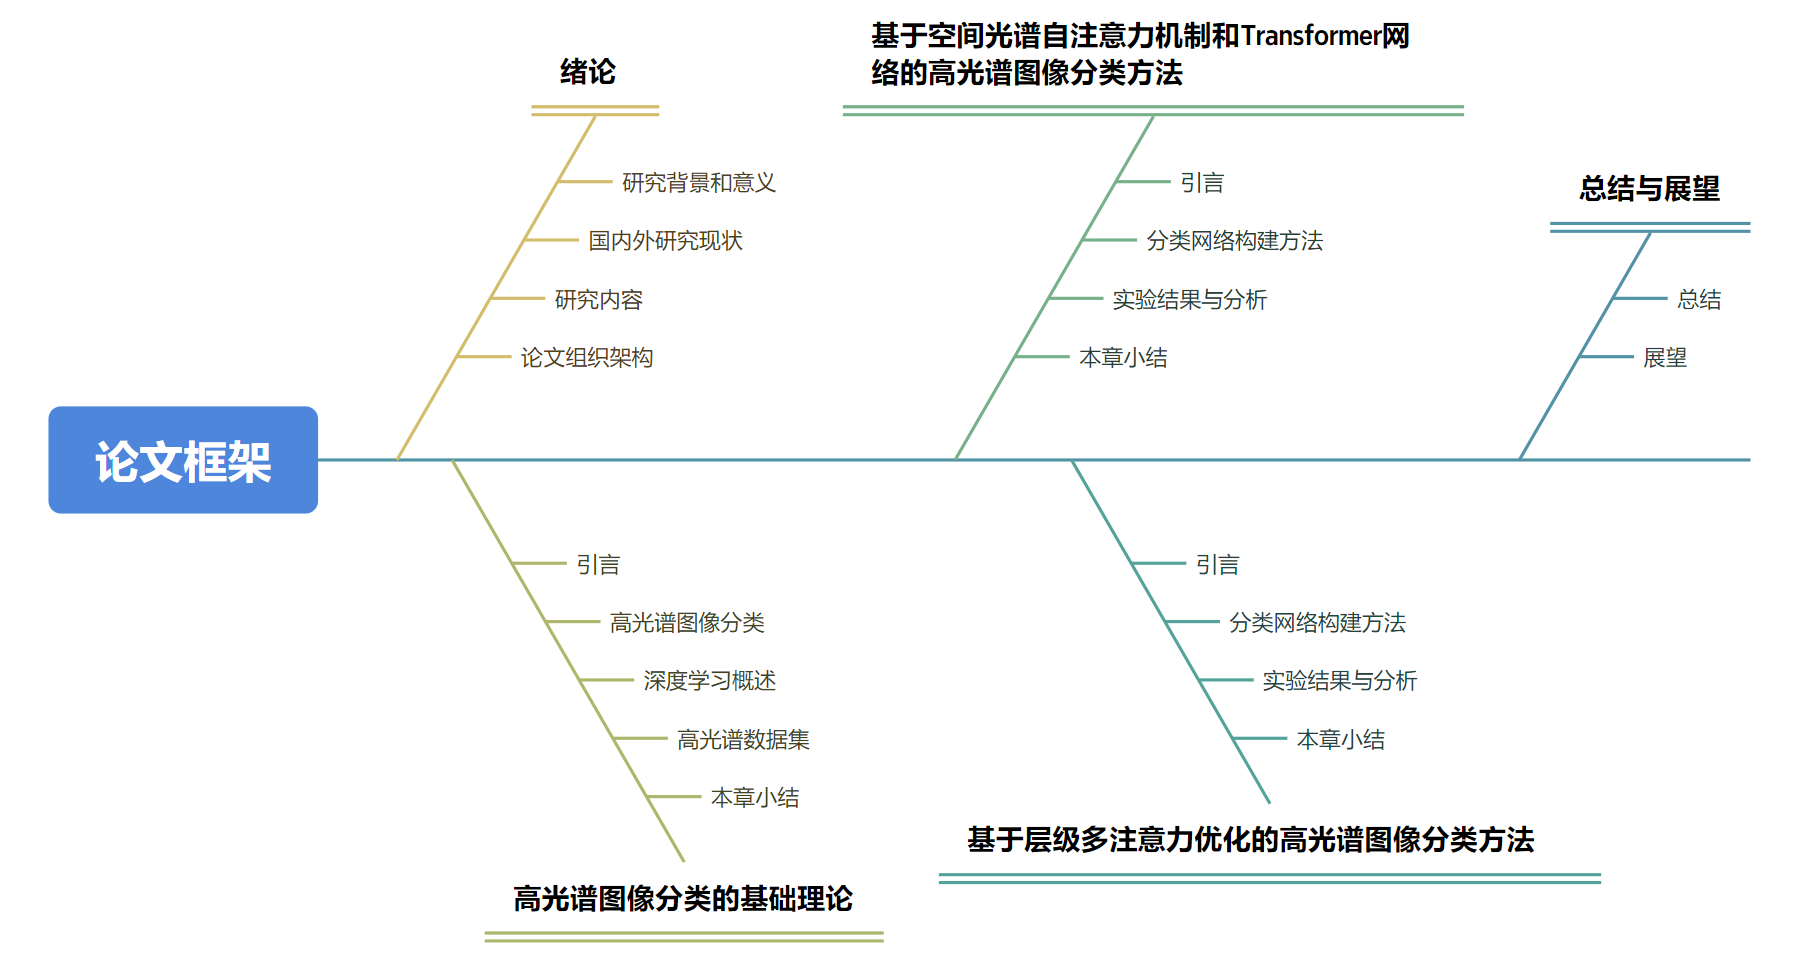 论文框架
绪论
研究背景和意义
国内外研究现状
研究内容
论文组织架构
高光谱图像分类的基础理论
引言
高光谱图像分类
深度学习概述
高光谱数据集
本章小结
基于空间光谱自注意力机制和Transformer网
络的高光谱图像分类方法
引言
分类网络构建方法
实验结果与分析
本章小结
基于层级多注意力优化的高光谱图像分类方法
引言
分类网络构建方法
实验结果与分析
本章小结
总结与展望
总结
展望